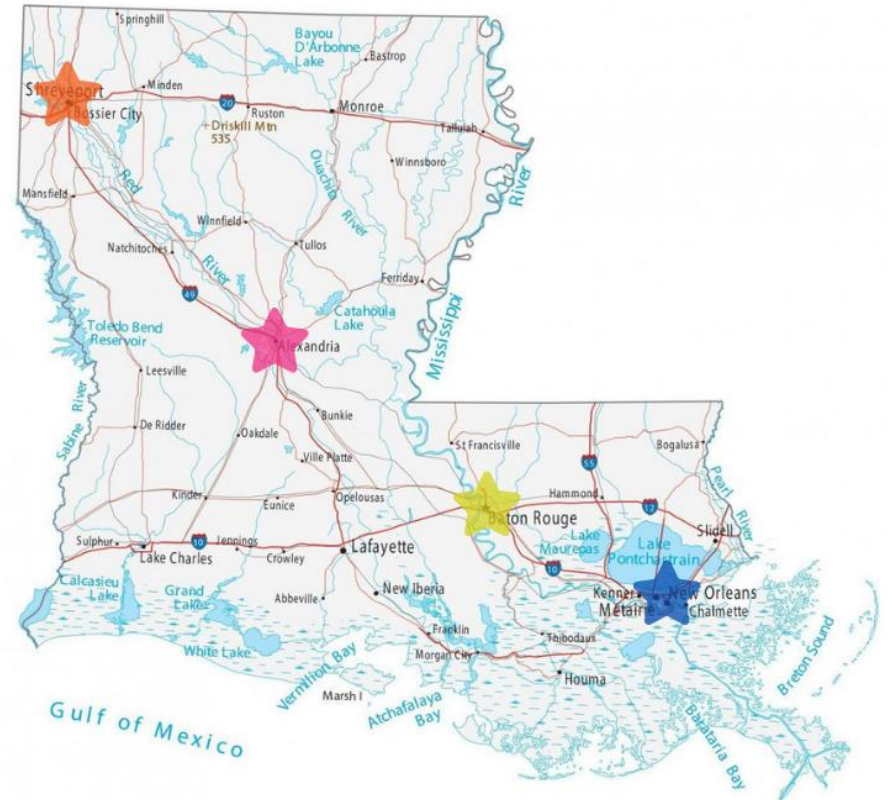 Springhill
Bayou
D'Arbonne
Lake
Bastrop
Shreveport
Minden
Bossier City
20
Ruston
Monroe
+Driskill Mtn
535
Tallulah
Winnsboro
Ouachita
River
Red
River
Mississippi
River
Mansfield
Winnfield
Natchitoches
Tullos
Ferriday
49
Catahoula
Lake
Toledo Bend
Reservoir
Alexandria
Leesville
Sabine River
Bunkie
De Ridder
Oakdale
St Francisville
Bogalusa
Ville Platte
55
Pearl
River
Kinder
Eunice
Opelousas
Hammond
12
Baton Rouge
Slidell
Sulphur
10
Jennings
Lake Charles
Crowley
Lafayette
Lake
Maurepas
Lake
Pontchartrain
10
Calcasieu
Lake
Grand
Lake
Abbeville
New Iberia
Kenner
New Orleans
Metairie
Chalmette
Franklin
White Lake
Thibodaux
Morgan City
Houma
Vermilion Bay
Marsh I
Atchafalaya
Bay
Breton Sound
Barataria Bay
Gulf of Mexico